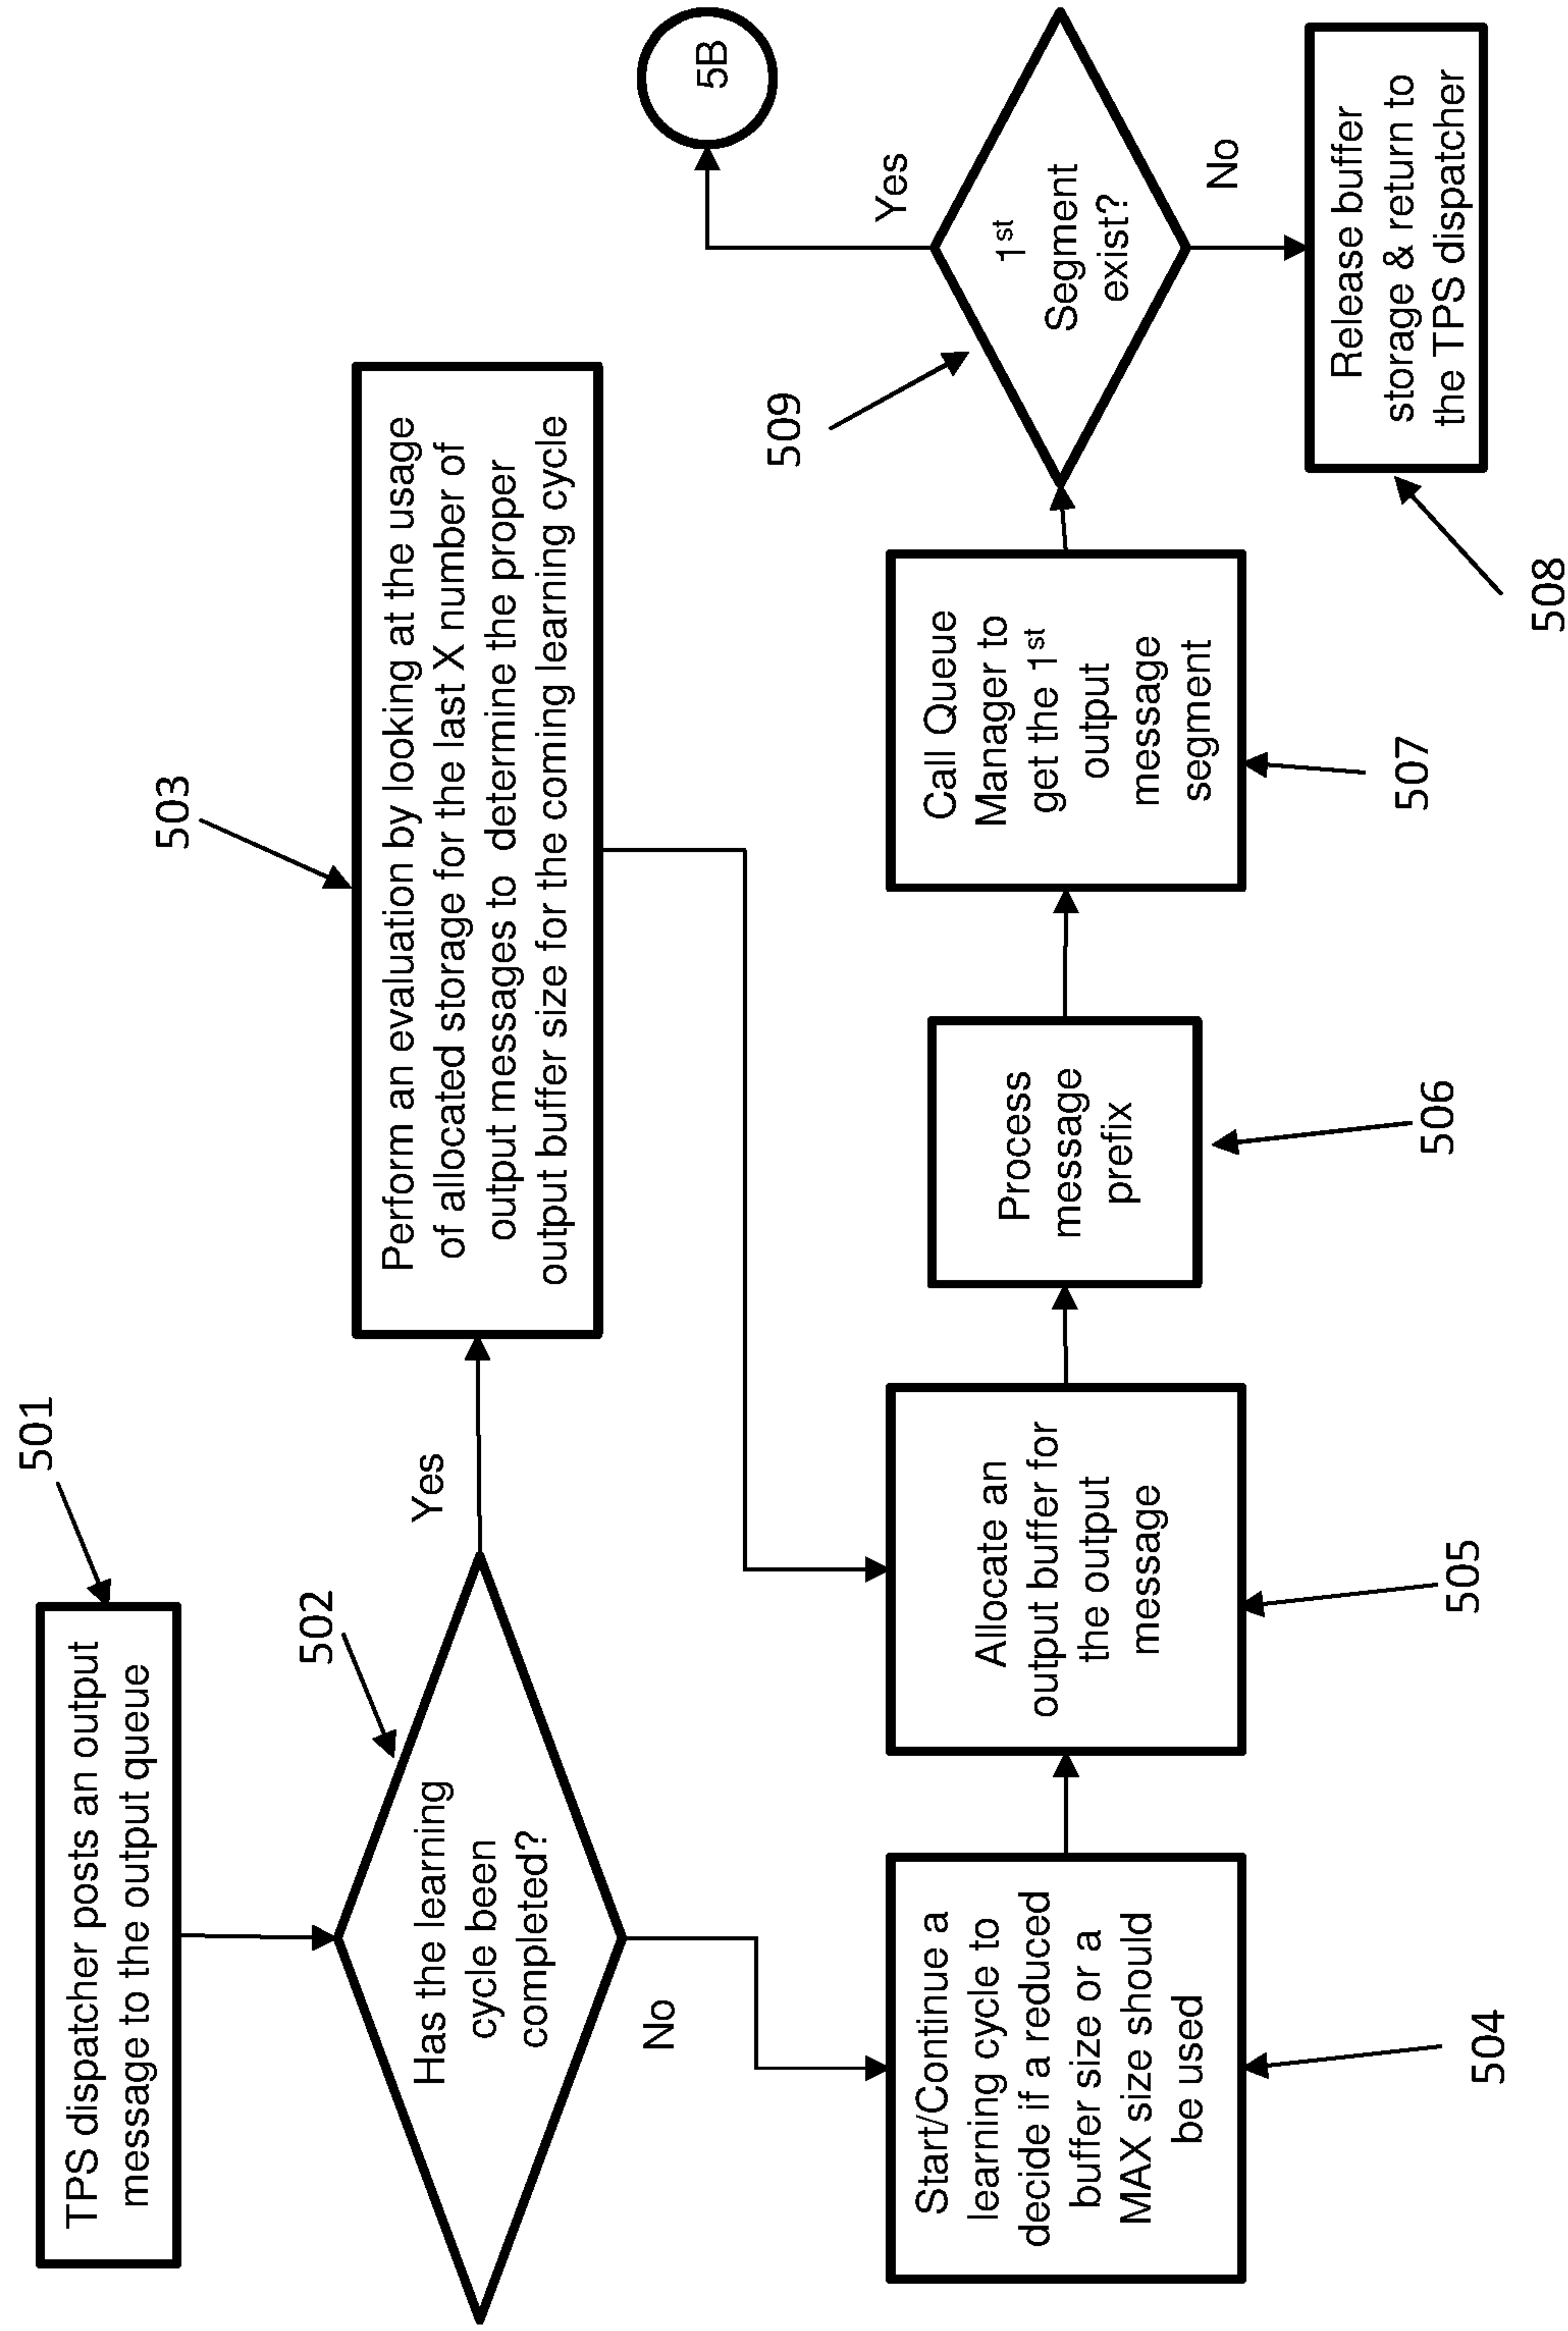 501
TPS dispatcher posts an output
message to the output queue
502
Has the learning
cycle been
completed?
Yes
No
503
Perform an evaluation by looking at the usage
of allocated storage for the last X number of
output messages to determine the proper
output buffer size for the coming learning cycle
Start/Continue a
learning cycle to
decide if a reduced
buffer size or a
MAX size should
be used
504
Allocate an
output buffer for
the output
message
505
Process
message
prefix
506
Call Queue
Manager to
get the 1st
output
message
segment
507
509
1st
Segment
exist?
Yes
5B
No
Release buffer
storage & return to
the TPS dispatcher
508